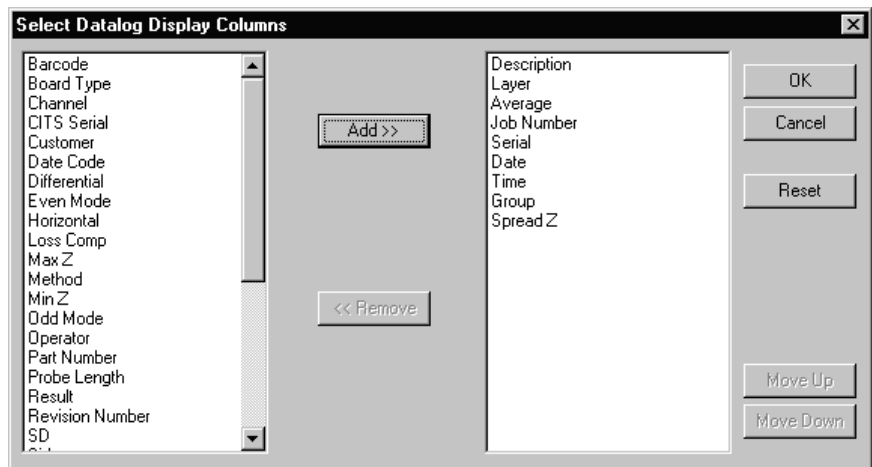 Select Datalog Display Columns
Barcode
Board Type
Channel
CITS Serial
Customer
Date Code
Differential
Even Mode
Horizontal
Loss Comp
Max Z
Method
Min Z
Odd Mode
Operator
Part Number
Probe Length
Result
Revision Number
SD
Add >>
<< Remove
Description
Layer
Average
Job Number
Serial
Date
Time
Group
Spread Z
OK
Cancel
Reset
Move Up
Move Down